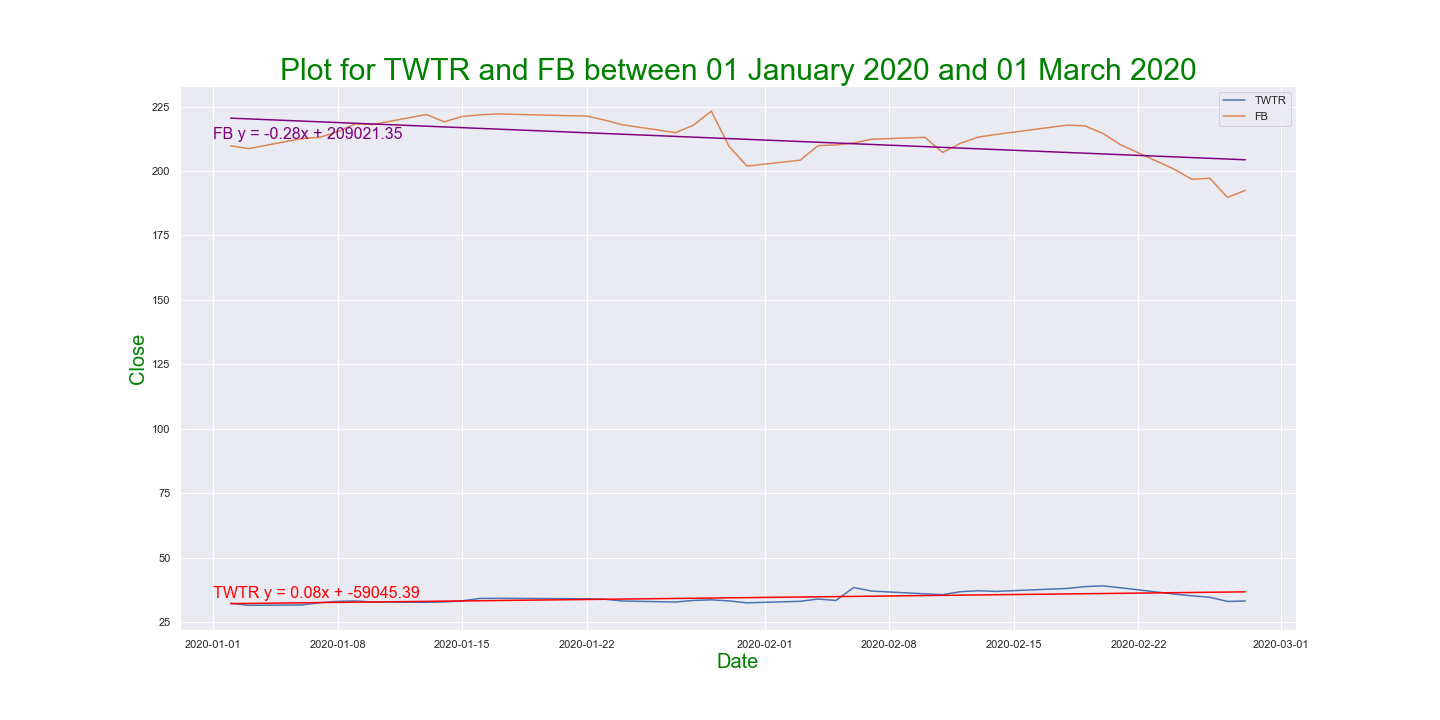 Plot for TWTR and FB between 01 January 2020 and 01 March 2020
TWTR
FB
225
200
175
150
125
100
75
50
25
Close
FB y = -0.28x + 209021.35
TWTR y = 0.08x + -59045.39
2020-01-01
2020-01-08
2020-01-15
2020-01-22
2020-02-01
2020-02-08
2020-02-15
2020-02-22
2020-03-01
Date